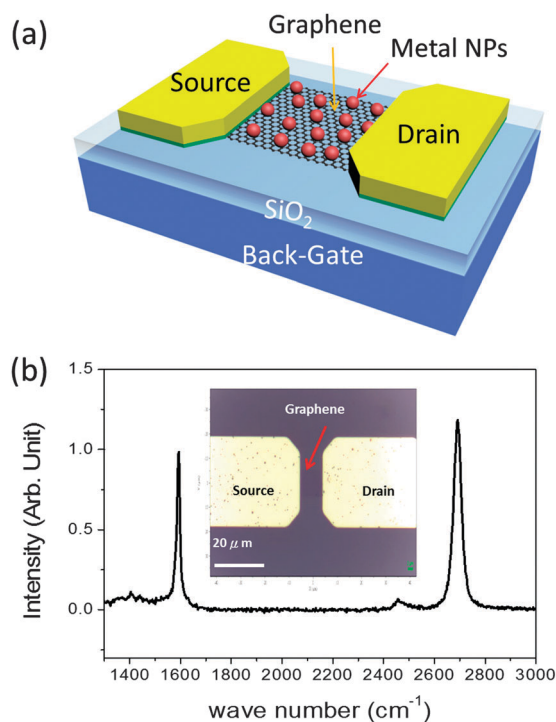 (a)
Graphene
Metal NPs
Source
Drain
SiO₂
Back-Gate
(b)
1.5
1.0
0.5
0.0
Intensity (Arb. Unit)
Graphene
Source
Drain
20 μm
1400 1600 1800 2000 2200 2400 2600 2800 3000
wave number (cm⁻¹)